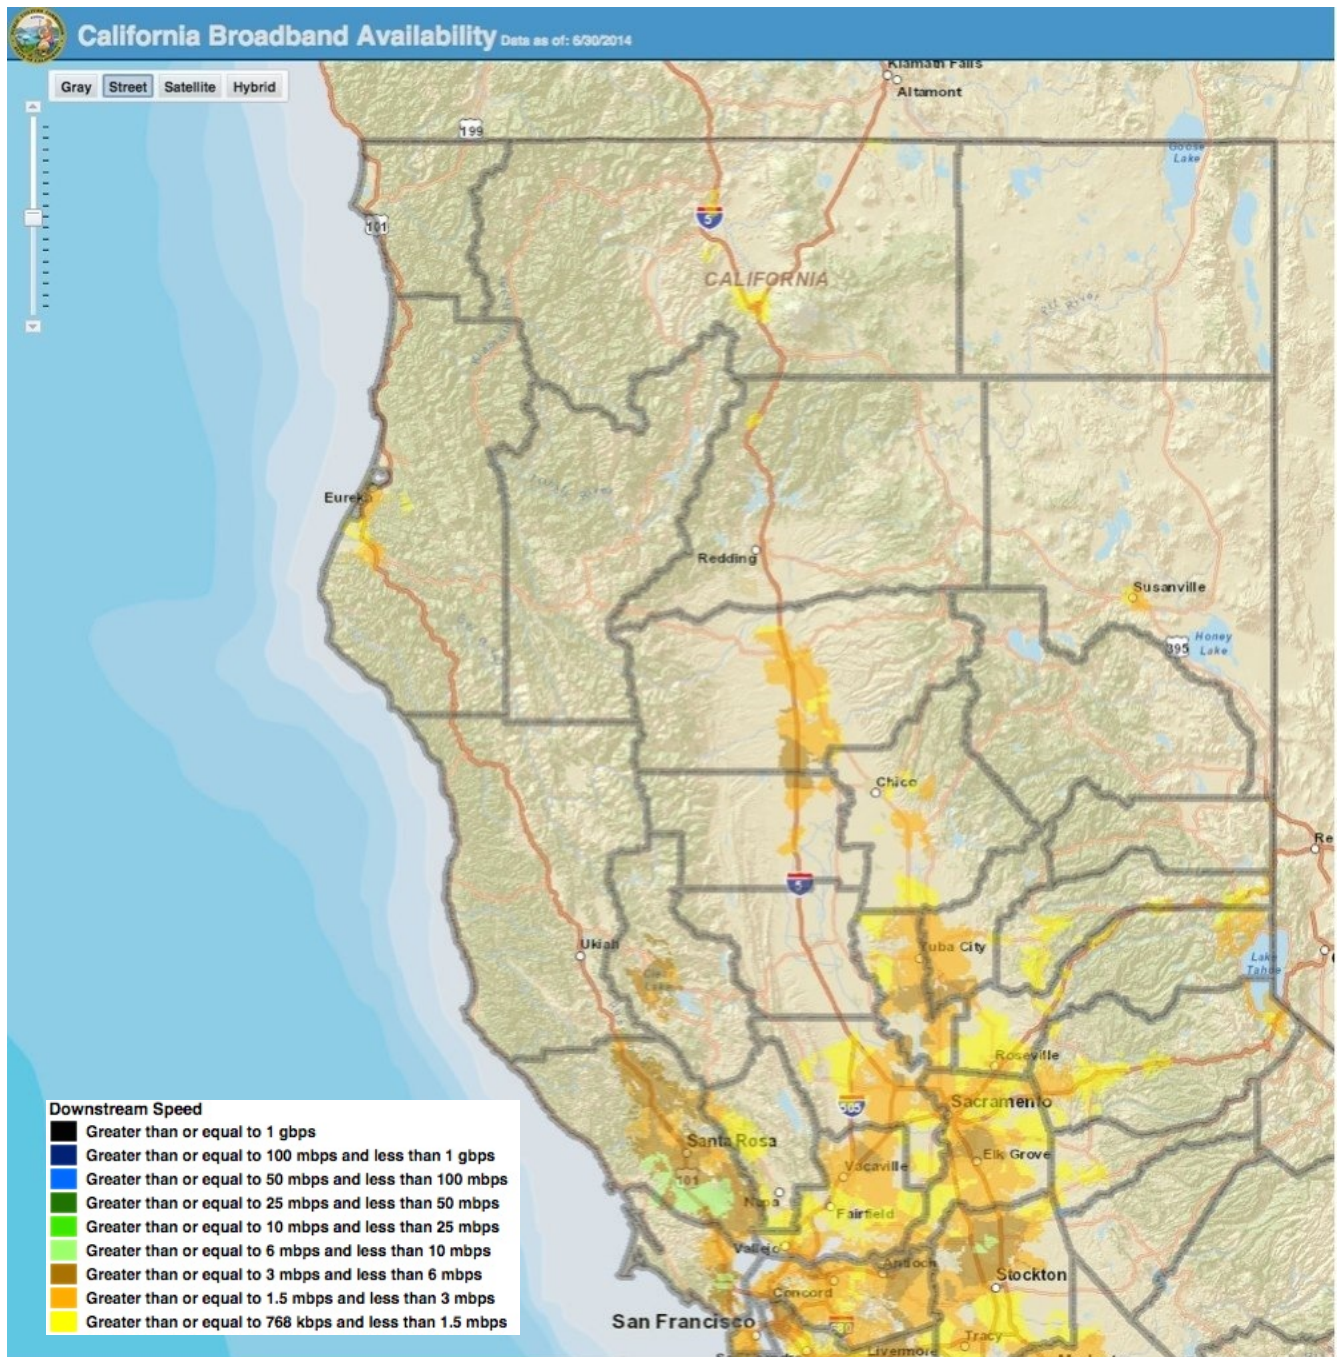 California Broadband Availability Data as of: 6/30/2014
Gray Street Satellite Hybrid
Klamath Falls
Altamont
199
Goose
Lake
101
5
CALIFORNIA
Pit River
Eureka
Redding
Susanville
395
Honey
Lake
Chico
5
Ukiah
Yuba City
Lake
Tahoe
Roseville
505
Sacramento
Santa Rosa
Elk Grove
101
Vacaville
Napa
Fairfield
Vallejo
Antioch
Stockton
Concord
San Francisco
Tracy
Livermore
Downstream Speed
Greater than or equal to 1 gbps
Greater than or equal to 100 mbps and less than 1 gbps
Greater than or equal to 50 mbps and less than 100 mbps
Greater than or equal to 25 mbps and less than 50 mbps
Greater than or equal to 10 mbps and less than 25 mbps
Greater than or equal to 6 mbps and less than 10 mbps
Greater than or equal to 3 mbps and less than 6 mbps
Greater than or equal to 1.5 mbps and less than 3 mbps
Greater than or equal to 768 kbps and less than 1.5 mbps